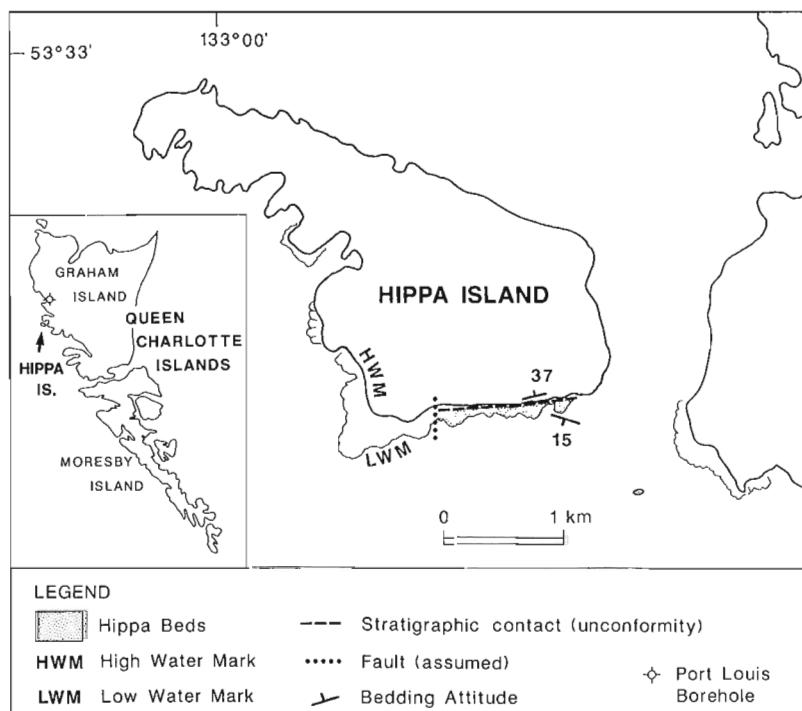 133°00'
53°33'
GRAHAM
ISLAND
QUEEN
CHARLOTTE
ISLANDS
HIPPA
IS.
MORESBY
ISLAND
HIPPA ISLAND
HWM
LWM
37
15
0 1 km
LEGEND
Hippa Beds
HWM High Water Mark
LWM Low Water Mark
Stratigraphic contact (unconformity)
Fault (assumed)
Bedding Attitude
Port Louis
Borehole